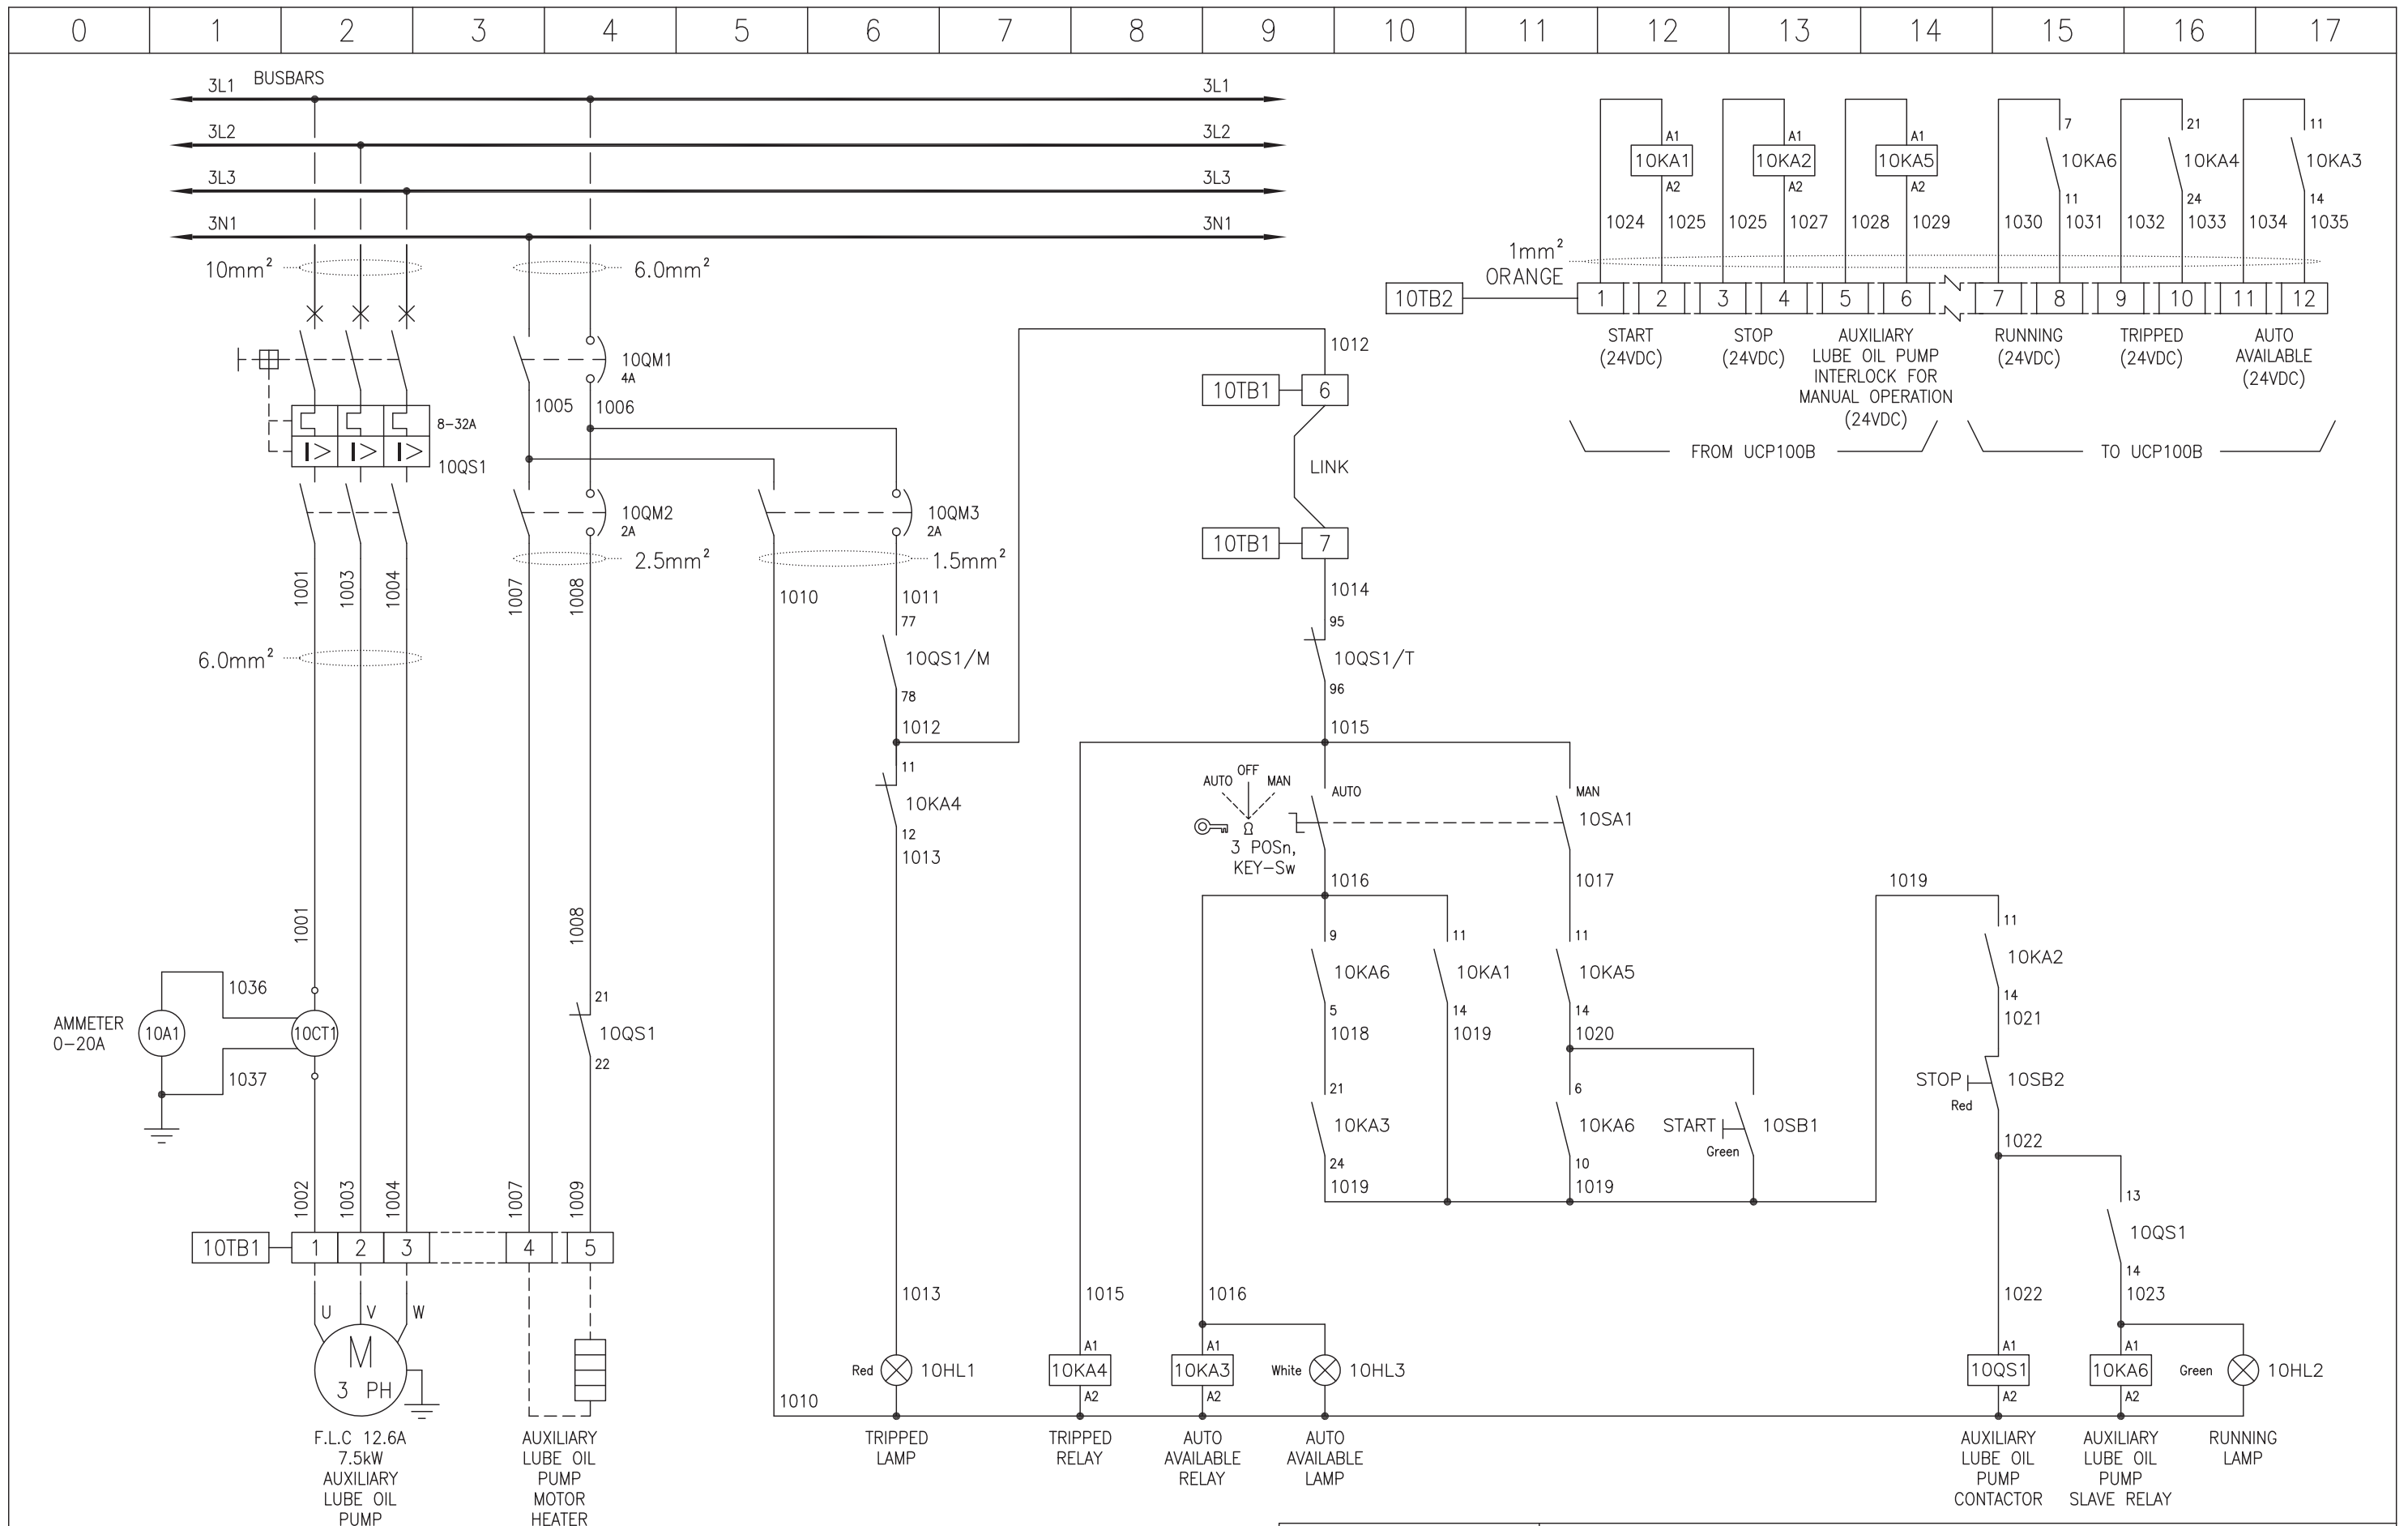 0 1 2 3 4 5 6 7 8 9 10 11 12 13 14 15 16 17
BUSBARS
3L1 3L1
3L2 3L2
3L3 3L3
3N1 3N1
10mm²
6.0mm²
8-32A
10QS1
10QM1
4A
1005
1006
10QM2
2A
2.5mm²
10QM3
2A
1.5mm²
1001
1003
1004
1007
1008
1010
1011
6.0mm²
77
10QS1/M
78
1012
11
10KA4
12
1013
1001
1008
1036
AMMETER
0-20A
10A1
10CT1
1037
21
10QS1
22
1002
1003
1004
1007
1009
10TB1
1 2 3 4 5
U V W
M
3 PH
F.L.C 12.6A
7.5kW
AUXILIARY
LUBE OIL
PUMP
AUXILIARY
LUBE OIL
PUMP
MOTOR
HEATER
1013
Red
10HL1
1010
TRIPPED
LAMP
1012
10TB1
6
LINK
10TB1
7
1014
95
10QS1/T
96
1015
AUTO
OFF
MAN
3 POSn,
KEY-Sw
AUTO
MAN
10SA1
1016
1017
9
10KA6
5
1018
11
10KA1
14
1019
11
10KA5
14
1020
21
10KA3
24
1019
6
10KA6
10
1019
START
Green
10SB1
1019
11
10KA2
14
1021
STOP
Red
10SB2
1022
13
10QS1
14
1023
1015
A1
10KA4
A2
TRIPPED
RELAY
1016
A1
10KA3
A2
AUTO
AVAILABLE
RELAY
White
10HL3
AUTO
AVAILABLE
LAMP
1022
A1
10QS1
A2
AUXILIARY
LUBE OIL
PUMP
CONTACTOR
A1
10KA6
A2
AUXILIARY
LUBE OIL
PUMP
SLAVE RELAY
Green
10HL2
RUNNING
LAMP
A1
10KA1
A2
1024
1025
A1
10KA2
A2
1025
1027
A1
10KA5
A2
1028
1029
7
10KA6
11
1030
1031
21
10KA4
24
1032
1033
11
10KA3
14
1034
1035
1mm²
ORANGE
10TB2
1 2 3 4 5 6 7 8 9 10 11 12
START
(24VDC)
STOP
(24VDC)
AUXILIARY
LUBE OIL PUMP
INTERLOCK FOR
MANUAL OPERATION
(24VDC)
RUNNING
(24VDC)
TRIPPED
(24VDC)
AUTO
AVAILABLE
(24VDC)
FROM UCP100B
TO UCP100B